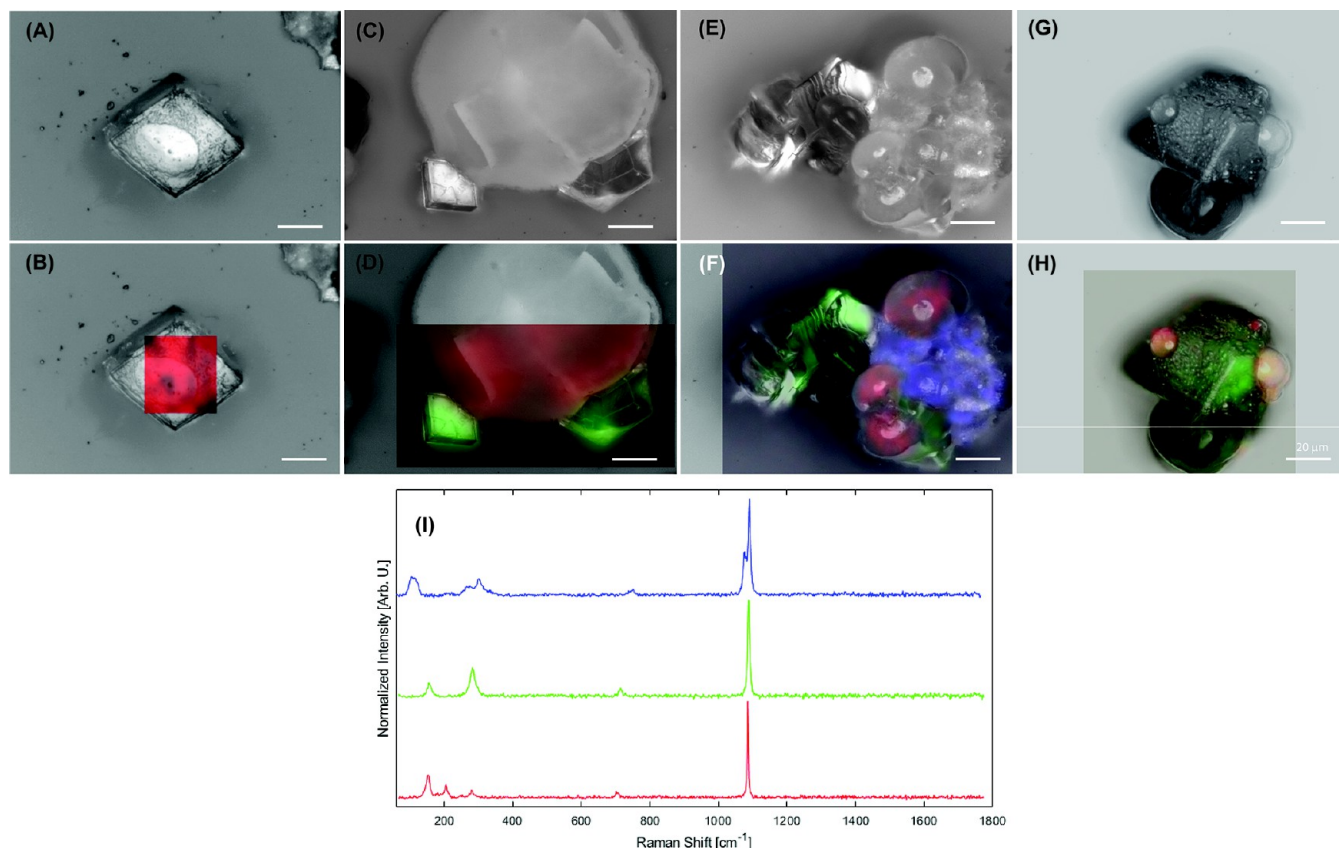 (A)
(C)
(E)
(G)
(B)
(D)
(F)
(H)
20 μm
(I)
Normalized Intensity [Arb. U.]
200 400 600 800 1000 1200 1400 1600 1800
Raman Shift [cm⁻¹]